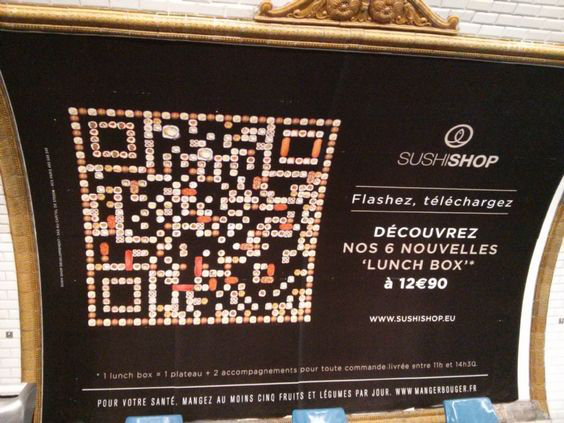 SUSHISHOP
Flashez, téléchargez
DÉCOUVREZ
NOS 6 NOUVELLES
'LUNCH BOX'*
à 12€90
WWW.SUSHISHOP.EU
* 1 lunch box = 1 plateau + 2 accompagnements pour toute commande livrée entre 11h et 14h30.
POUR VOTRE SANTÉ, MANGEZ AU MOINS CINQ FRUITS ET LÉGUMES PAR JOUR. WWW.MANGERBOUGER.FR